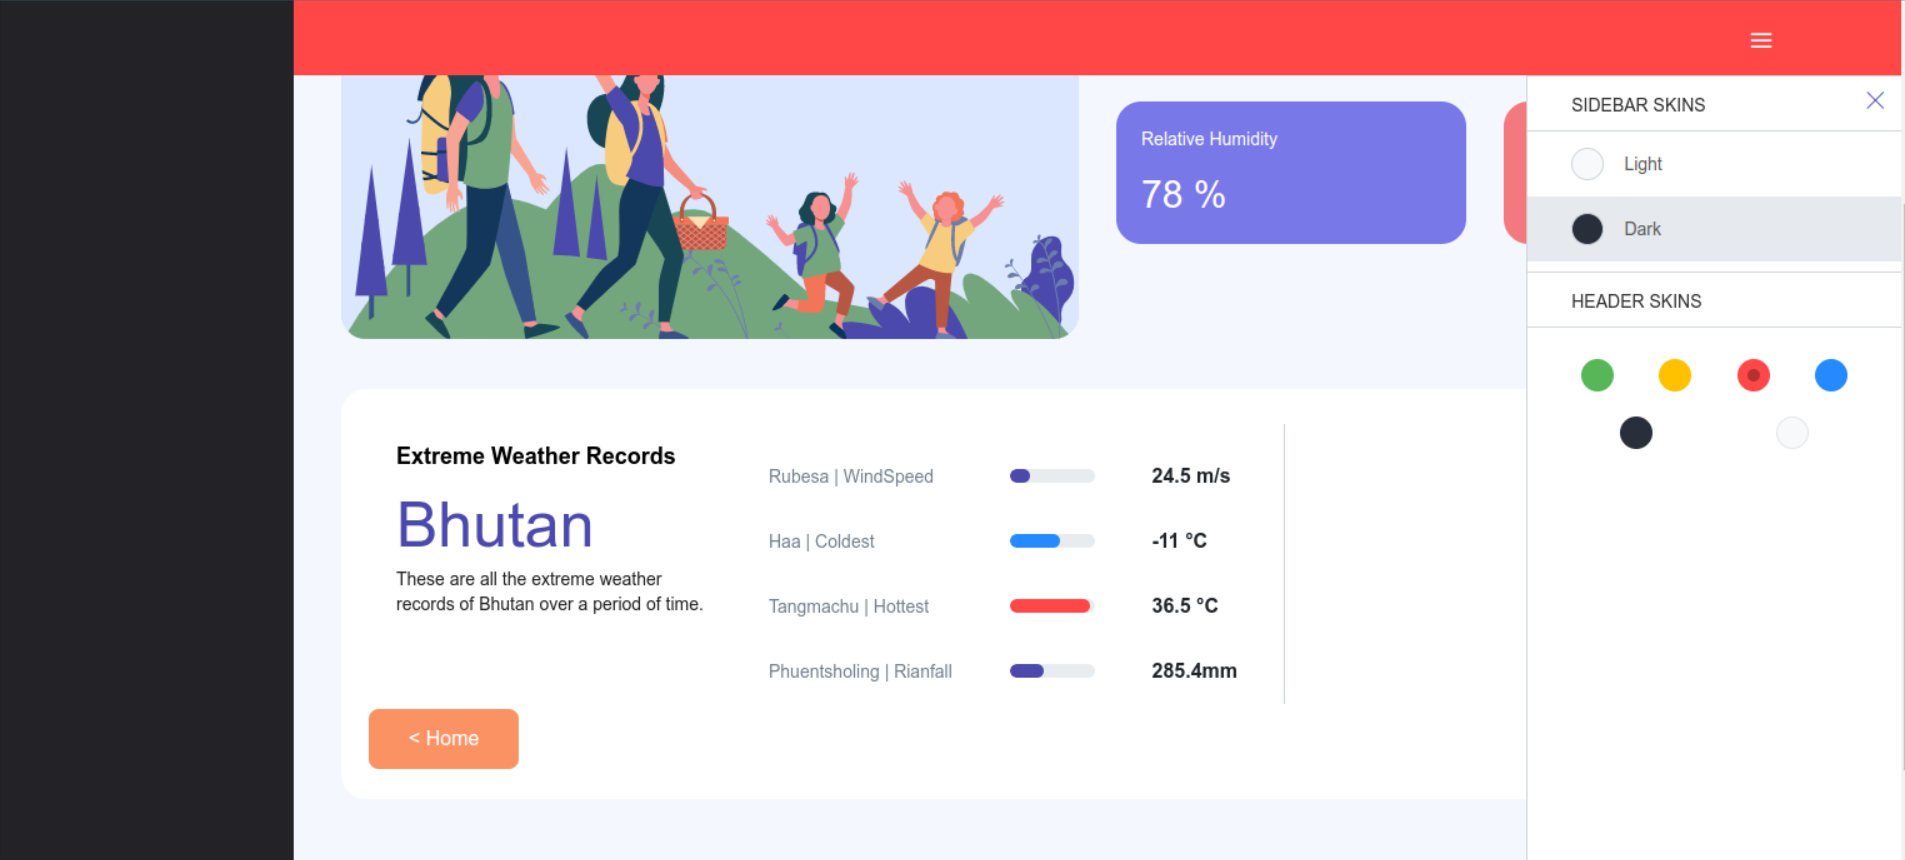 SIDEBAR SKINS
Relative Humidity
78 %
Light
Dark
HEADER SKINS
Extreme Weather Records
Bhutan
These are all the extreme weather
records of Bhutan over a period of time.
Rubesa | WindSpeed 24.5 m/s
Haa | Coldest -11 °C
Tangmachu | Hottest 36.5 °C
Phuentsholing | Rianfall 285.4mm
< Home